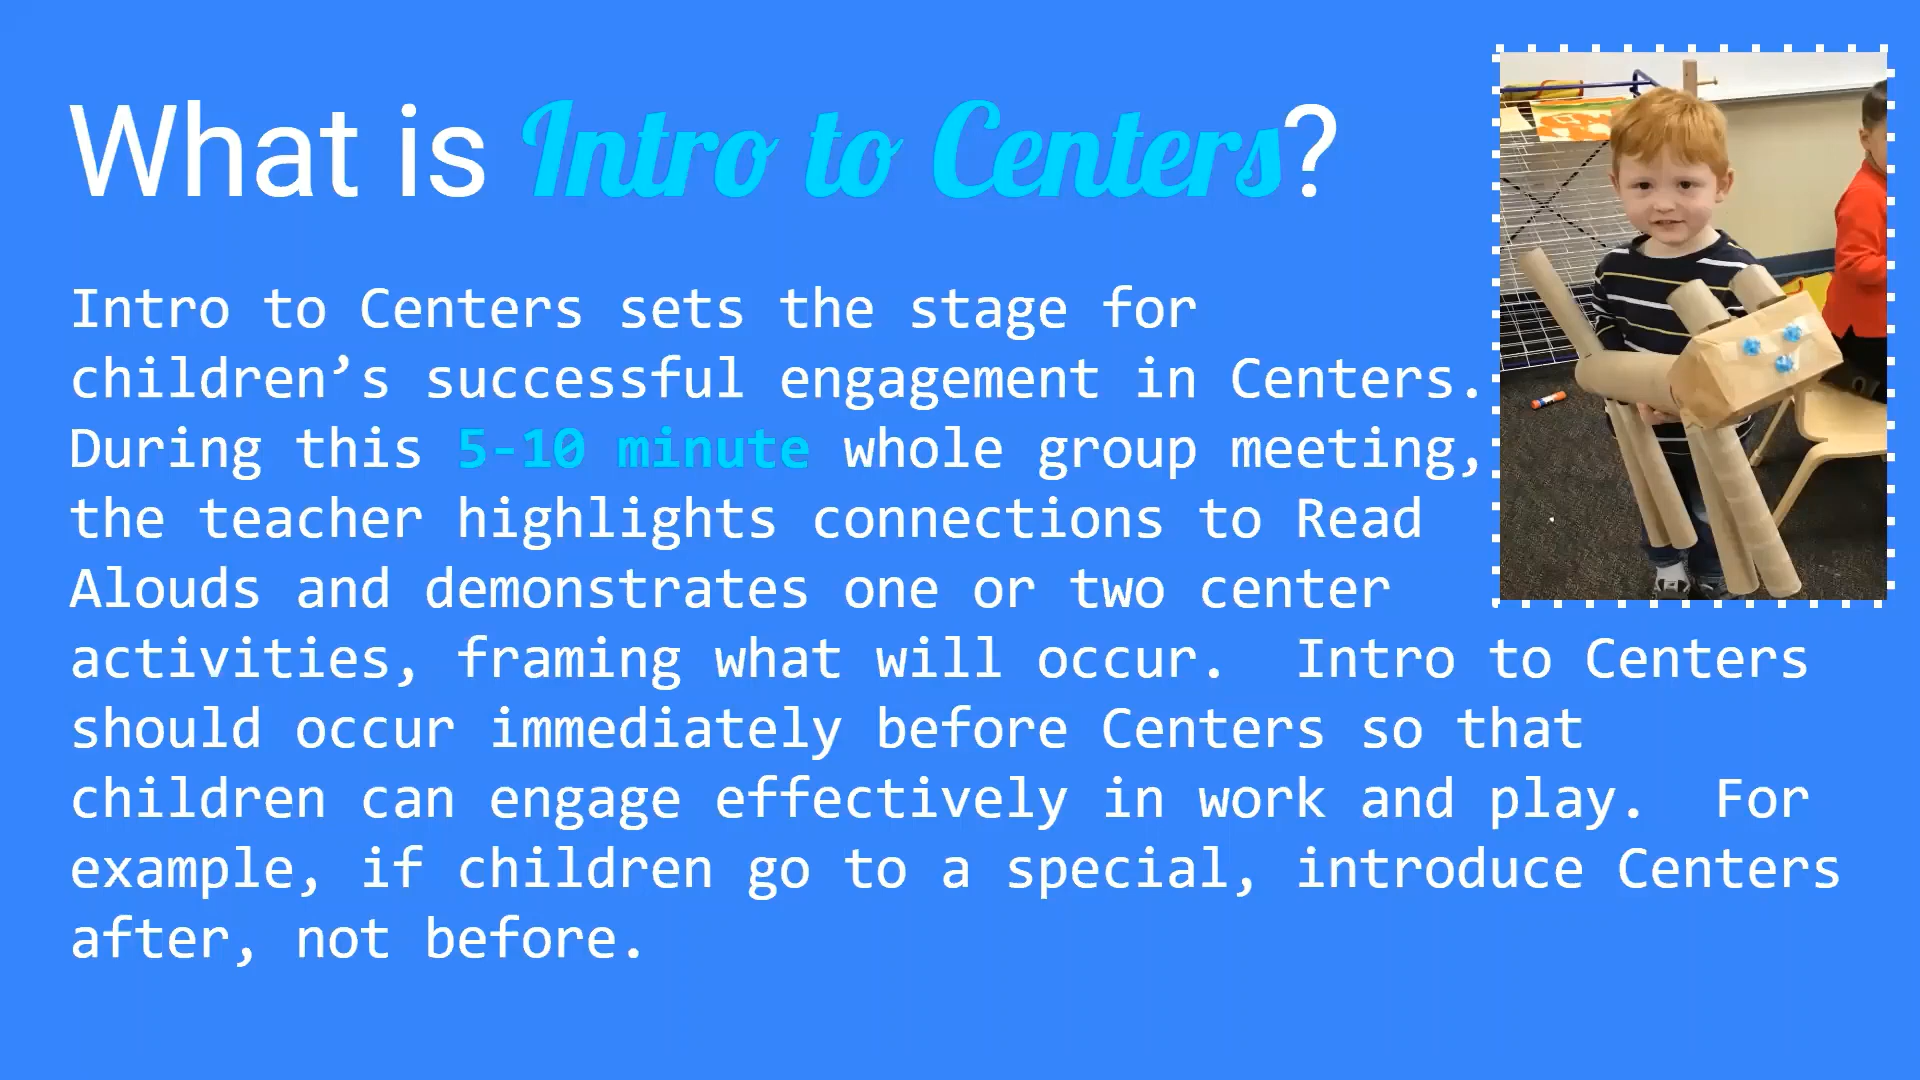 What is Intro to Centers?
Intro to Centers sets the stage for
children’s successful engagement in Centers.
During this 5-10 minute whole group meeting,
the teacher highlights connections to Read
Alouds and demonstrates one or two center
activities, framing what will occur.  Intro to Centers
should occur immediately before Centers so that
children can engage effectively in work and play.  For
example, if children go to a special, introduce Centers
after, not before.